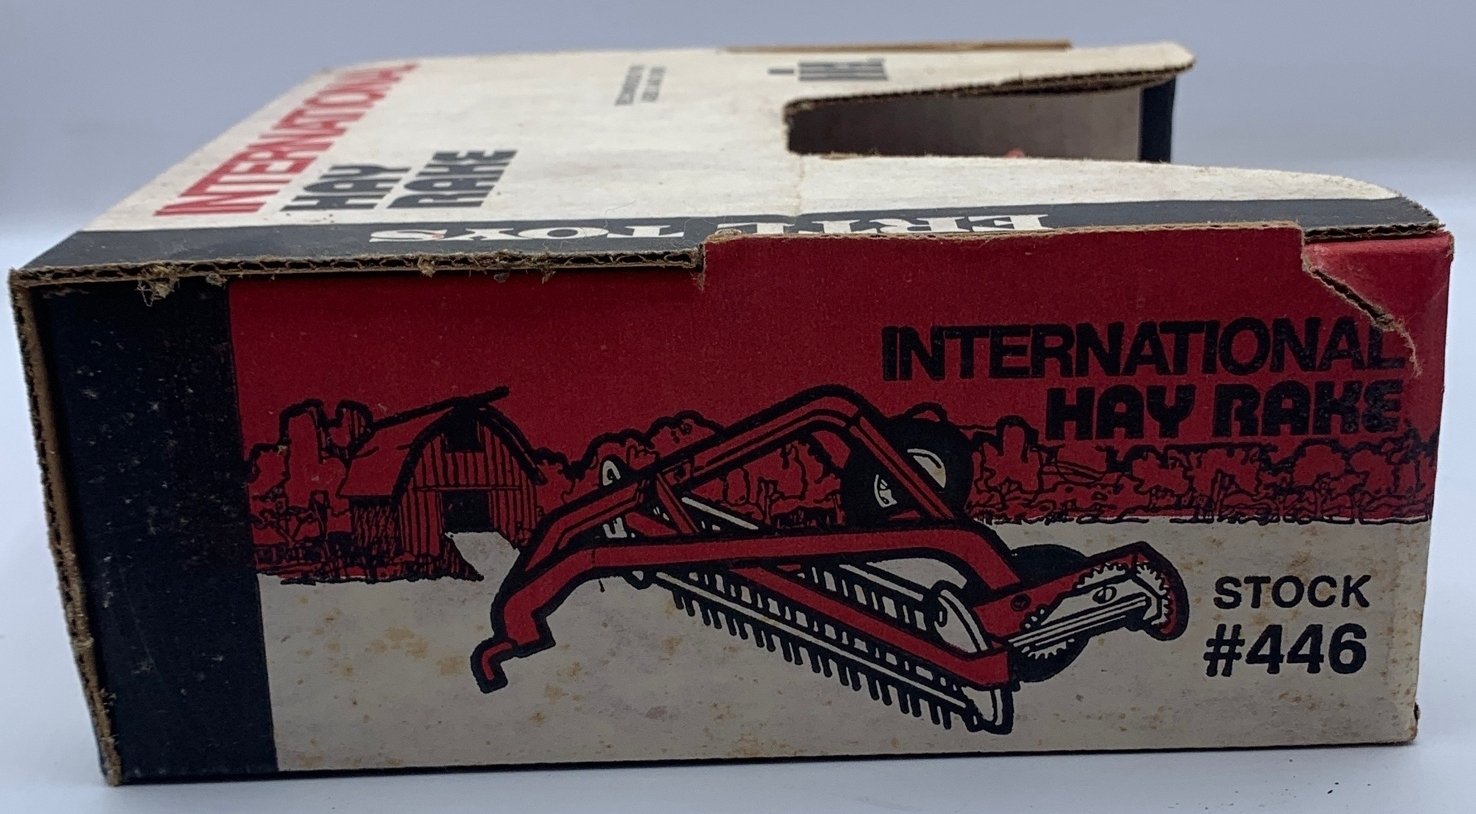 INTERNATIONAL
HAY
RAKE
ERTL TOYS
INTERNATIONAL
HAY RAKE
STOCK
#446